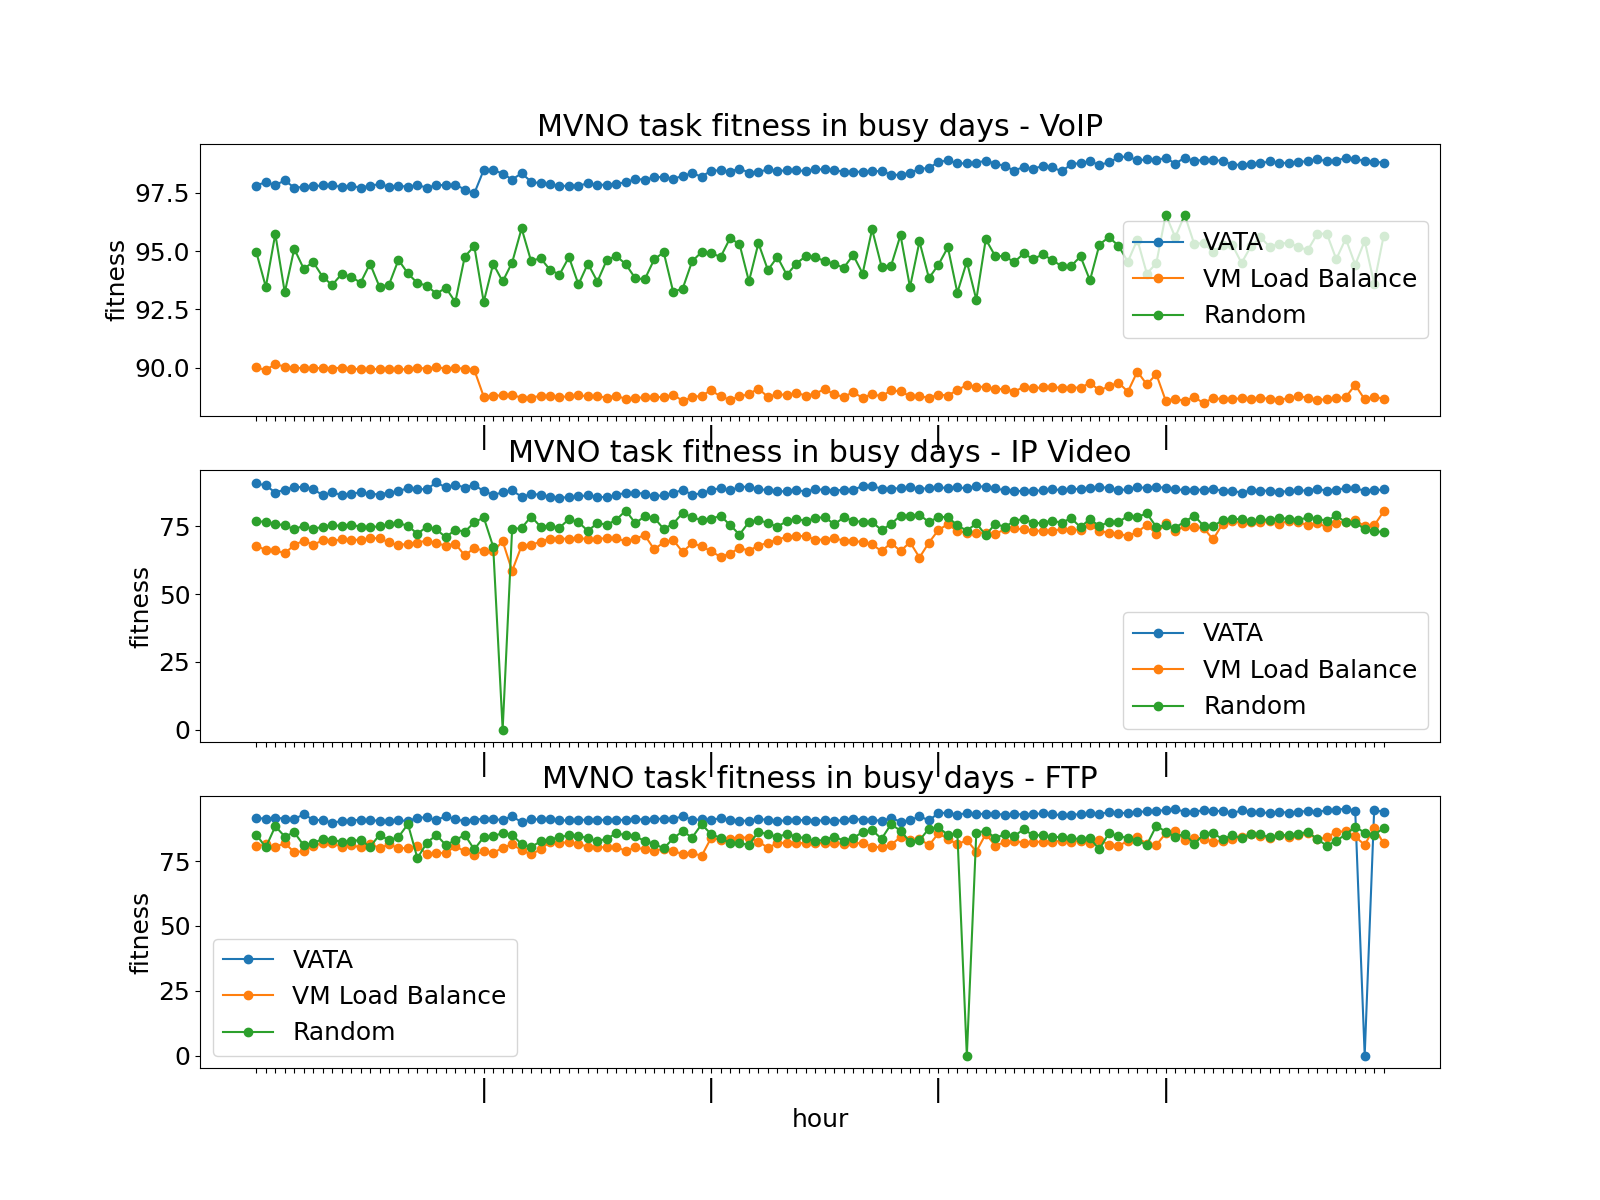 MVNO task fitness in busy days - VoIP
fitness
97.5
95.0
92.5
90.0
VATA
VM Load Balance
Random
| | | |
MVNO task fitness in busy days - IP Video
fitness
75
50
25
0
VATA
VM Load Balance
Random
| | | |
MVNO task fitness in busy days - FTP
fitness
75
50
25
0
VATA
VM Load Balance
Random
| | | |
hour